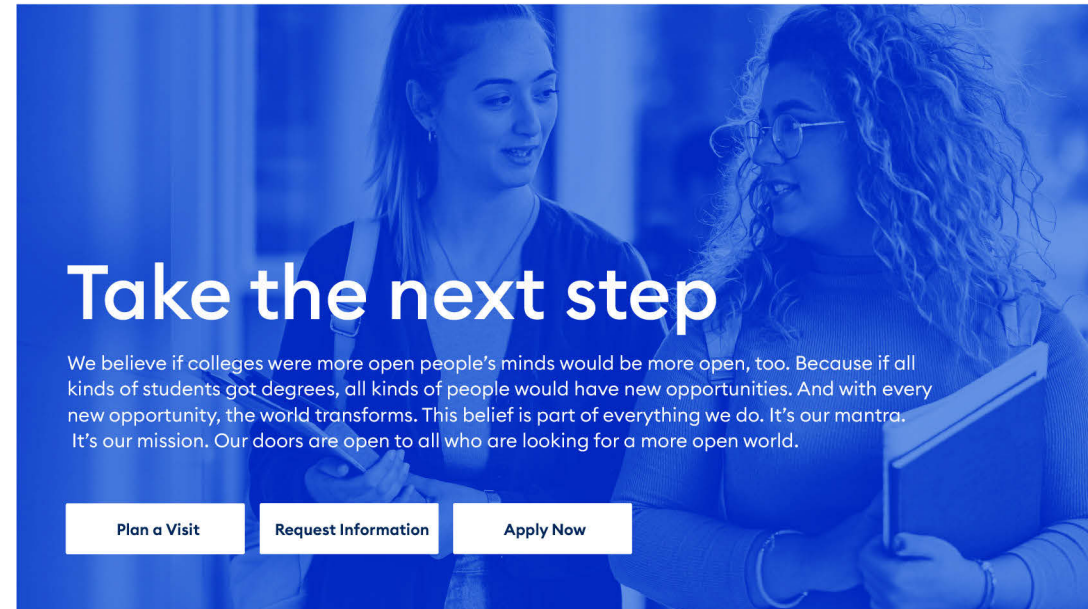 Take the next step
We believe if colleges were more open people’s minds would be more open, too. Because if all
kinds of students got degrees, all kinds of people would have new opportunities. And with every
new opportunity, the world transforms. This belief is part of everything we do. It’s our mantra.
It’s our mission. Our doors are open to all who are looking for a more open world.
Plan a Visit Request Information Apply Now